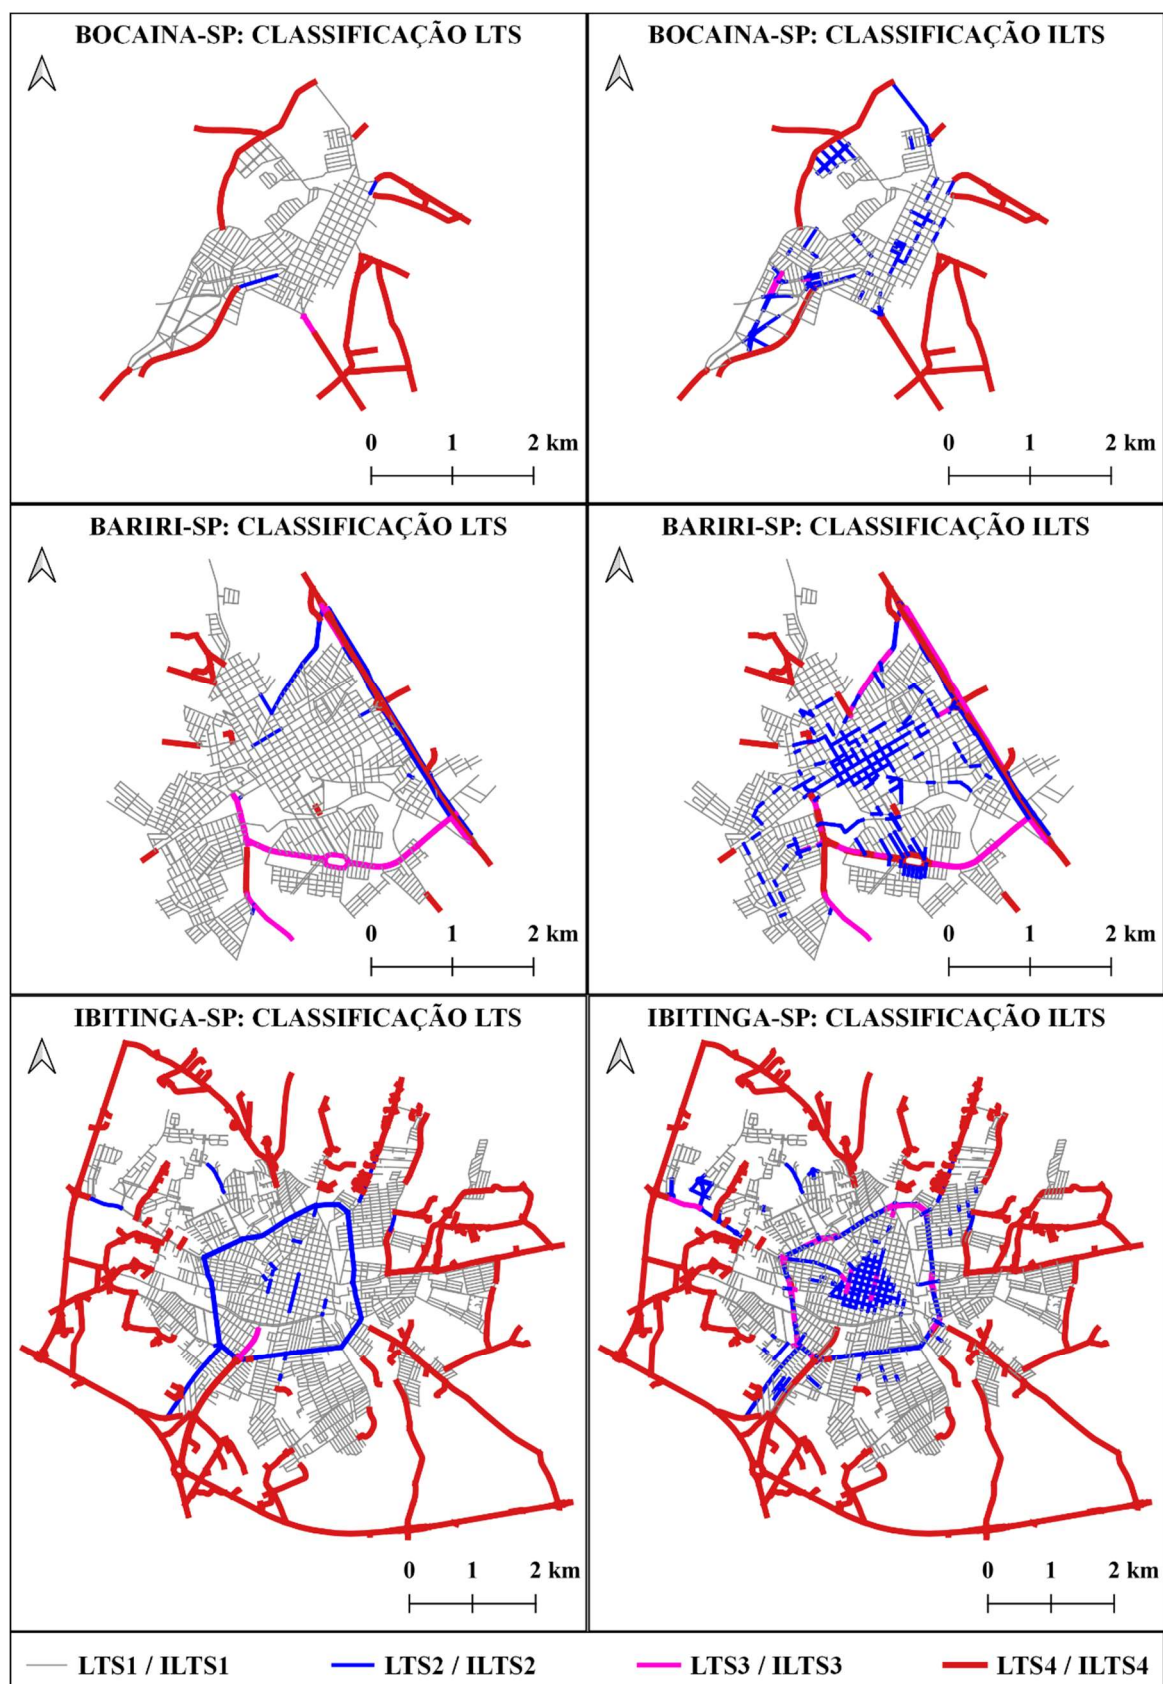 BOCAINA-SP: CLASSIFICAÇÃO LTS
0 1 2 km
BOCAINA-SP: CLASSIFICAÇÃO ILTS
0 1 2 km
BARIRI-SP: CLASSIFICAÇÃO LTS
0 1 2 km
BARIRI-SP: CLASSIFICAÇÃO ILTS
0 1 2 km
IBITINGA-SP: CLASSIFICAÇÃO LTS
0 1 2 km
IBITINGA-SP: CLASSIFICAÇÃO ILTS
0 1 2 km
LTS1 / ILTS1 LTS2 / ILTS2 LTS3 / ILTS3 LTS4 / ILTS4